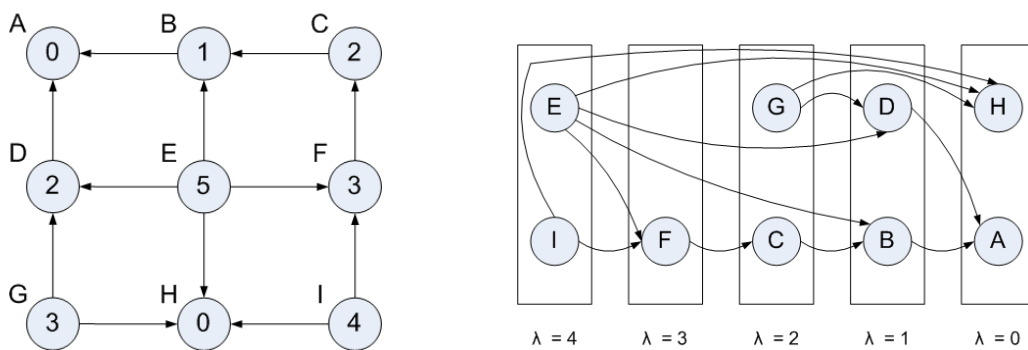 A B C
0 1 2
D E F
2 5 3
G H I
3 0 4
E G D H
I F C B A
λ = 4 λ = 3 λ = 2 λ = 1 λ = 0